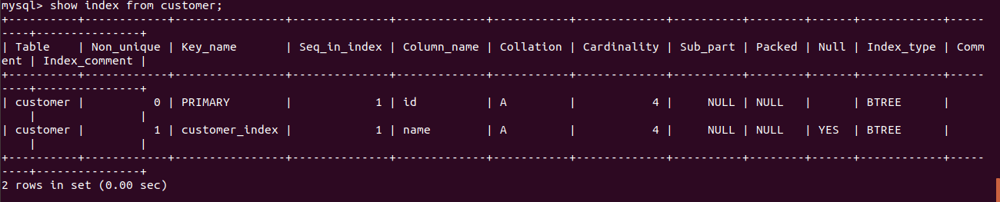 mysql> show index from customer;
+----------+------------+----------------+--------------+-------------+-----------+-------------+----------+--------+------+------------+-----
----+---------------+
| Table    | Non_unique | Key_name       | Seq_in_index | Column_name | Collation | Cardinality | Sub_part | Packed | Null | Index_type | Comm
ent | Index_comment |
+----------+------------+----------------+--------------+-------------+-----------+-------------+----------+--------+------+------------+-----
----+---------------+
| customer |          0 | PRIMARY        |            1 | id          | A         |           4 |     NULL | NULL   |      | BTREE      |
    |               |
| customer |          1 | customer_index |            1 | name        | A         |           4 |     NULL | NULL   | YES  | BTREE      |
    |               |
+----------+------------+----------------+--------------+-------------+-----------+-------------+----------+--------+------+------------+-----
----+---------------+
2 rows in set (0.00 sec)